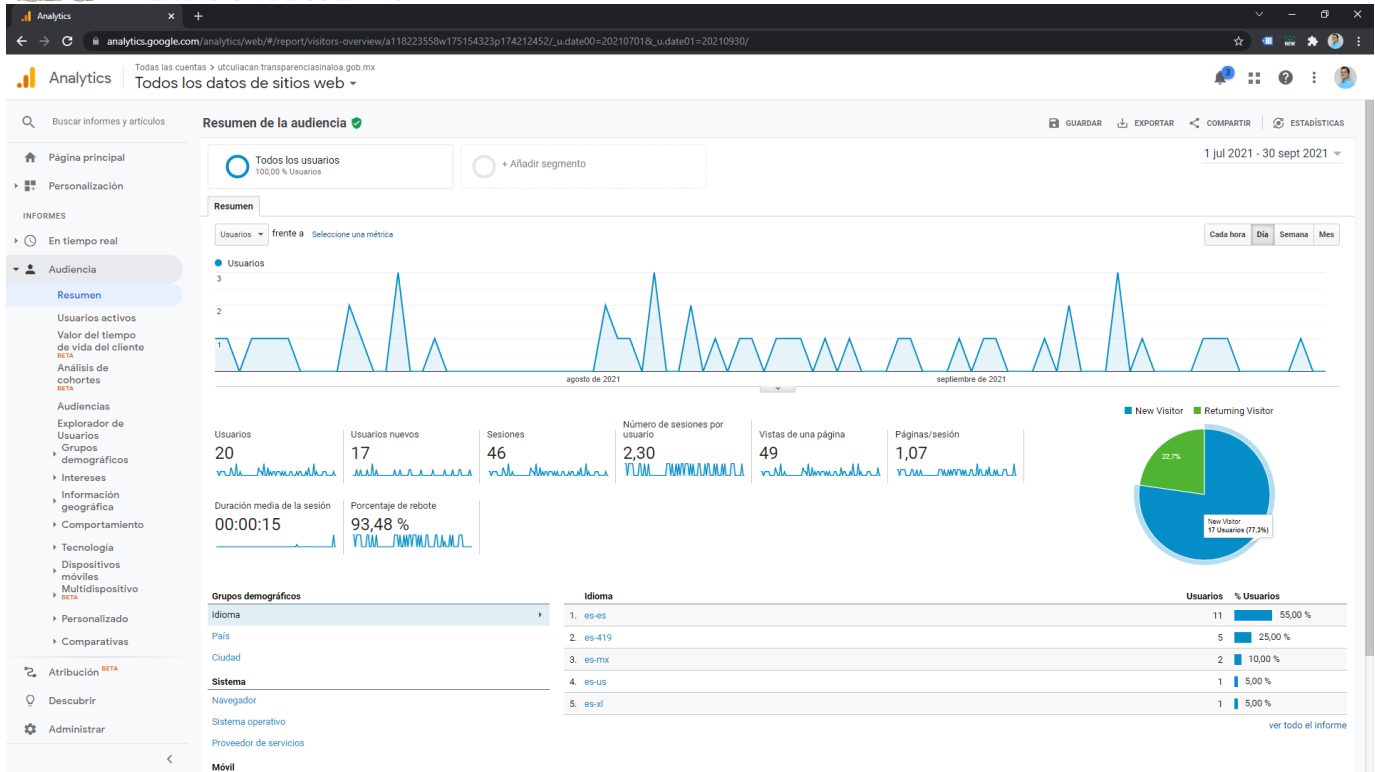 Analytics
analytics.google.com/analytics/web/#/report/visitors-overview/a118223558w175154323p174212452/_u.date00=20210701&_u.date01=20210930/
Analytics
Todas las cuentas > utculiacan.transparenciasinaloa.gob.mx
Todos los datos de sitios web
3
Buscar informes y artículos
Página principal
Personalización
INFORMES
En tiempo real
Audiencia
Resumen
Usuarios activos
Valor del tiempo
de vida del cliente
BETA
Análisis de
cohortes
BETA
Audiencias
Explorador de
Usuarios
Grupos
demográficos
Intereses
Información
geográfica
Comportamiento
Tecnología
Dispositivos
móviles
Multidispositivo
BETA
Personalizado
Comparativas
Atribución BETA
Descubrir
Administrar
Resumen de la audiencia
GUARDAR
EXPORTAR
COMPARTIR
ESTADÍSTICAS
Todos los usuarios
100,00 % Usuarios
+ Añadir segmento
1 jul 2021 - 30 sept 2021
Resumen
Usuarios frente a Seleccione una métrica
Cada hora Día Semana Mes
Usuarios
3
2
1
agosto de 2021
septiembre de 2021
New Visitor Returning Visitor
Usuarios
20
Usuarios nuevos
17
Sesiones
46
Número de sesiones por
usuario
2,30
Vistas de una página
49
Páginas/sesión
1,07
Duración media de la sesión
00:00:15
Porcentaje de rebote
93,48 %
22,7%
New Visitor
17 Usuarios (77.3%)
Grupos demográficos
Idioma
País
Ciudad
Sistema
Navegador
Sistema operativo
Proveedor de servicios
Móvil
Idioma Usuarios % Usuarios
1. es-es 11 55,00 %
2. es-419 5 25,00 %
3. es-mx 2 10,00 %
4. es-us 1 5,00 %
5. es-xl 1 5,00 %
ver todo el informe